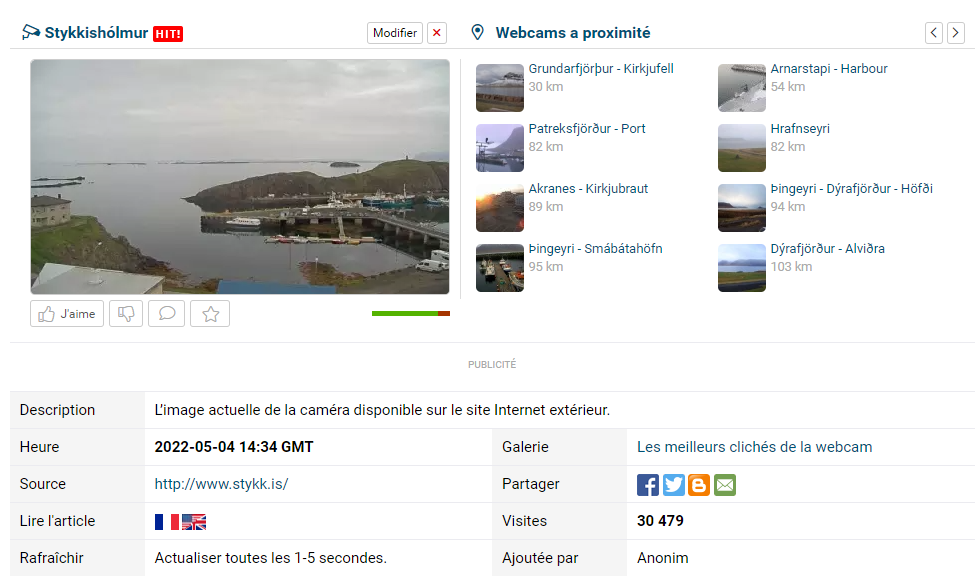 Stykkishólmur HIT!
Modifier
Webcams a proximité
Grundarfjörþur - Kirkjufell
30 km
Arnarstapi - Harbour
54 km
Patreksfjörður - Port
82 km
Hrafnseyri
82 km
Akranes - Kirkjubraut
89 km
Þingeyri - Dýrafjörður - Höfði
94 km
Þingeyri - Smábátahöfn
95 km
Dýrafjörður - Alviðra
103 km
J'aime
PUBLICITÉ
Description L'image actuelle de la caméra disponible sur le site Internet extérieur.
Heure 2022-05-04 14:34 GMT Galerie Les meilleurs clichés de la webcam
Source http://www.stykk.is/ Partager
Lire l'article Visites 30 479
Rafraîchir Actualiser toutes les 1-5 secondes. Ajoutée par Anonim